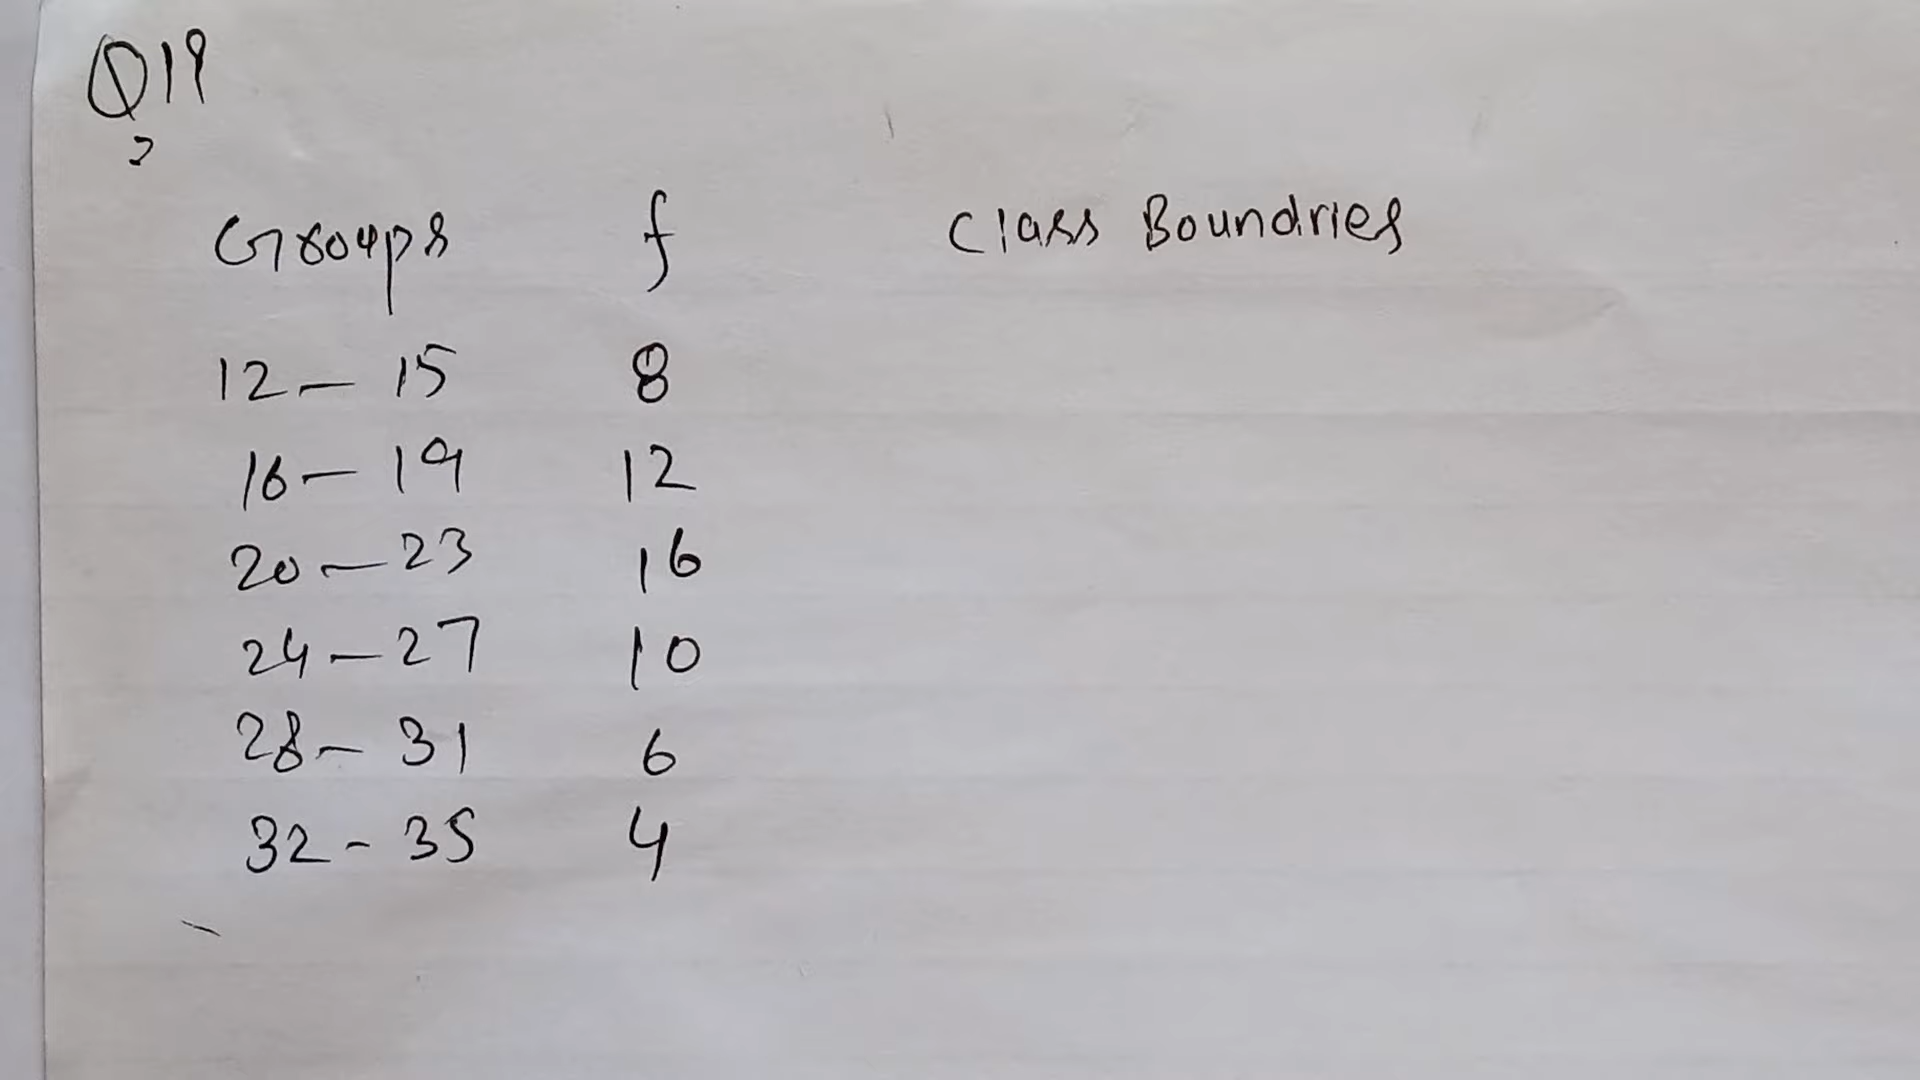 Q19
Groups f Class Boundries
12 – 15 8
16 – 19 12
20 – 23 16
24 – 27 10
28 – 31 6
32 - 35 4